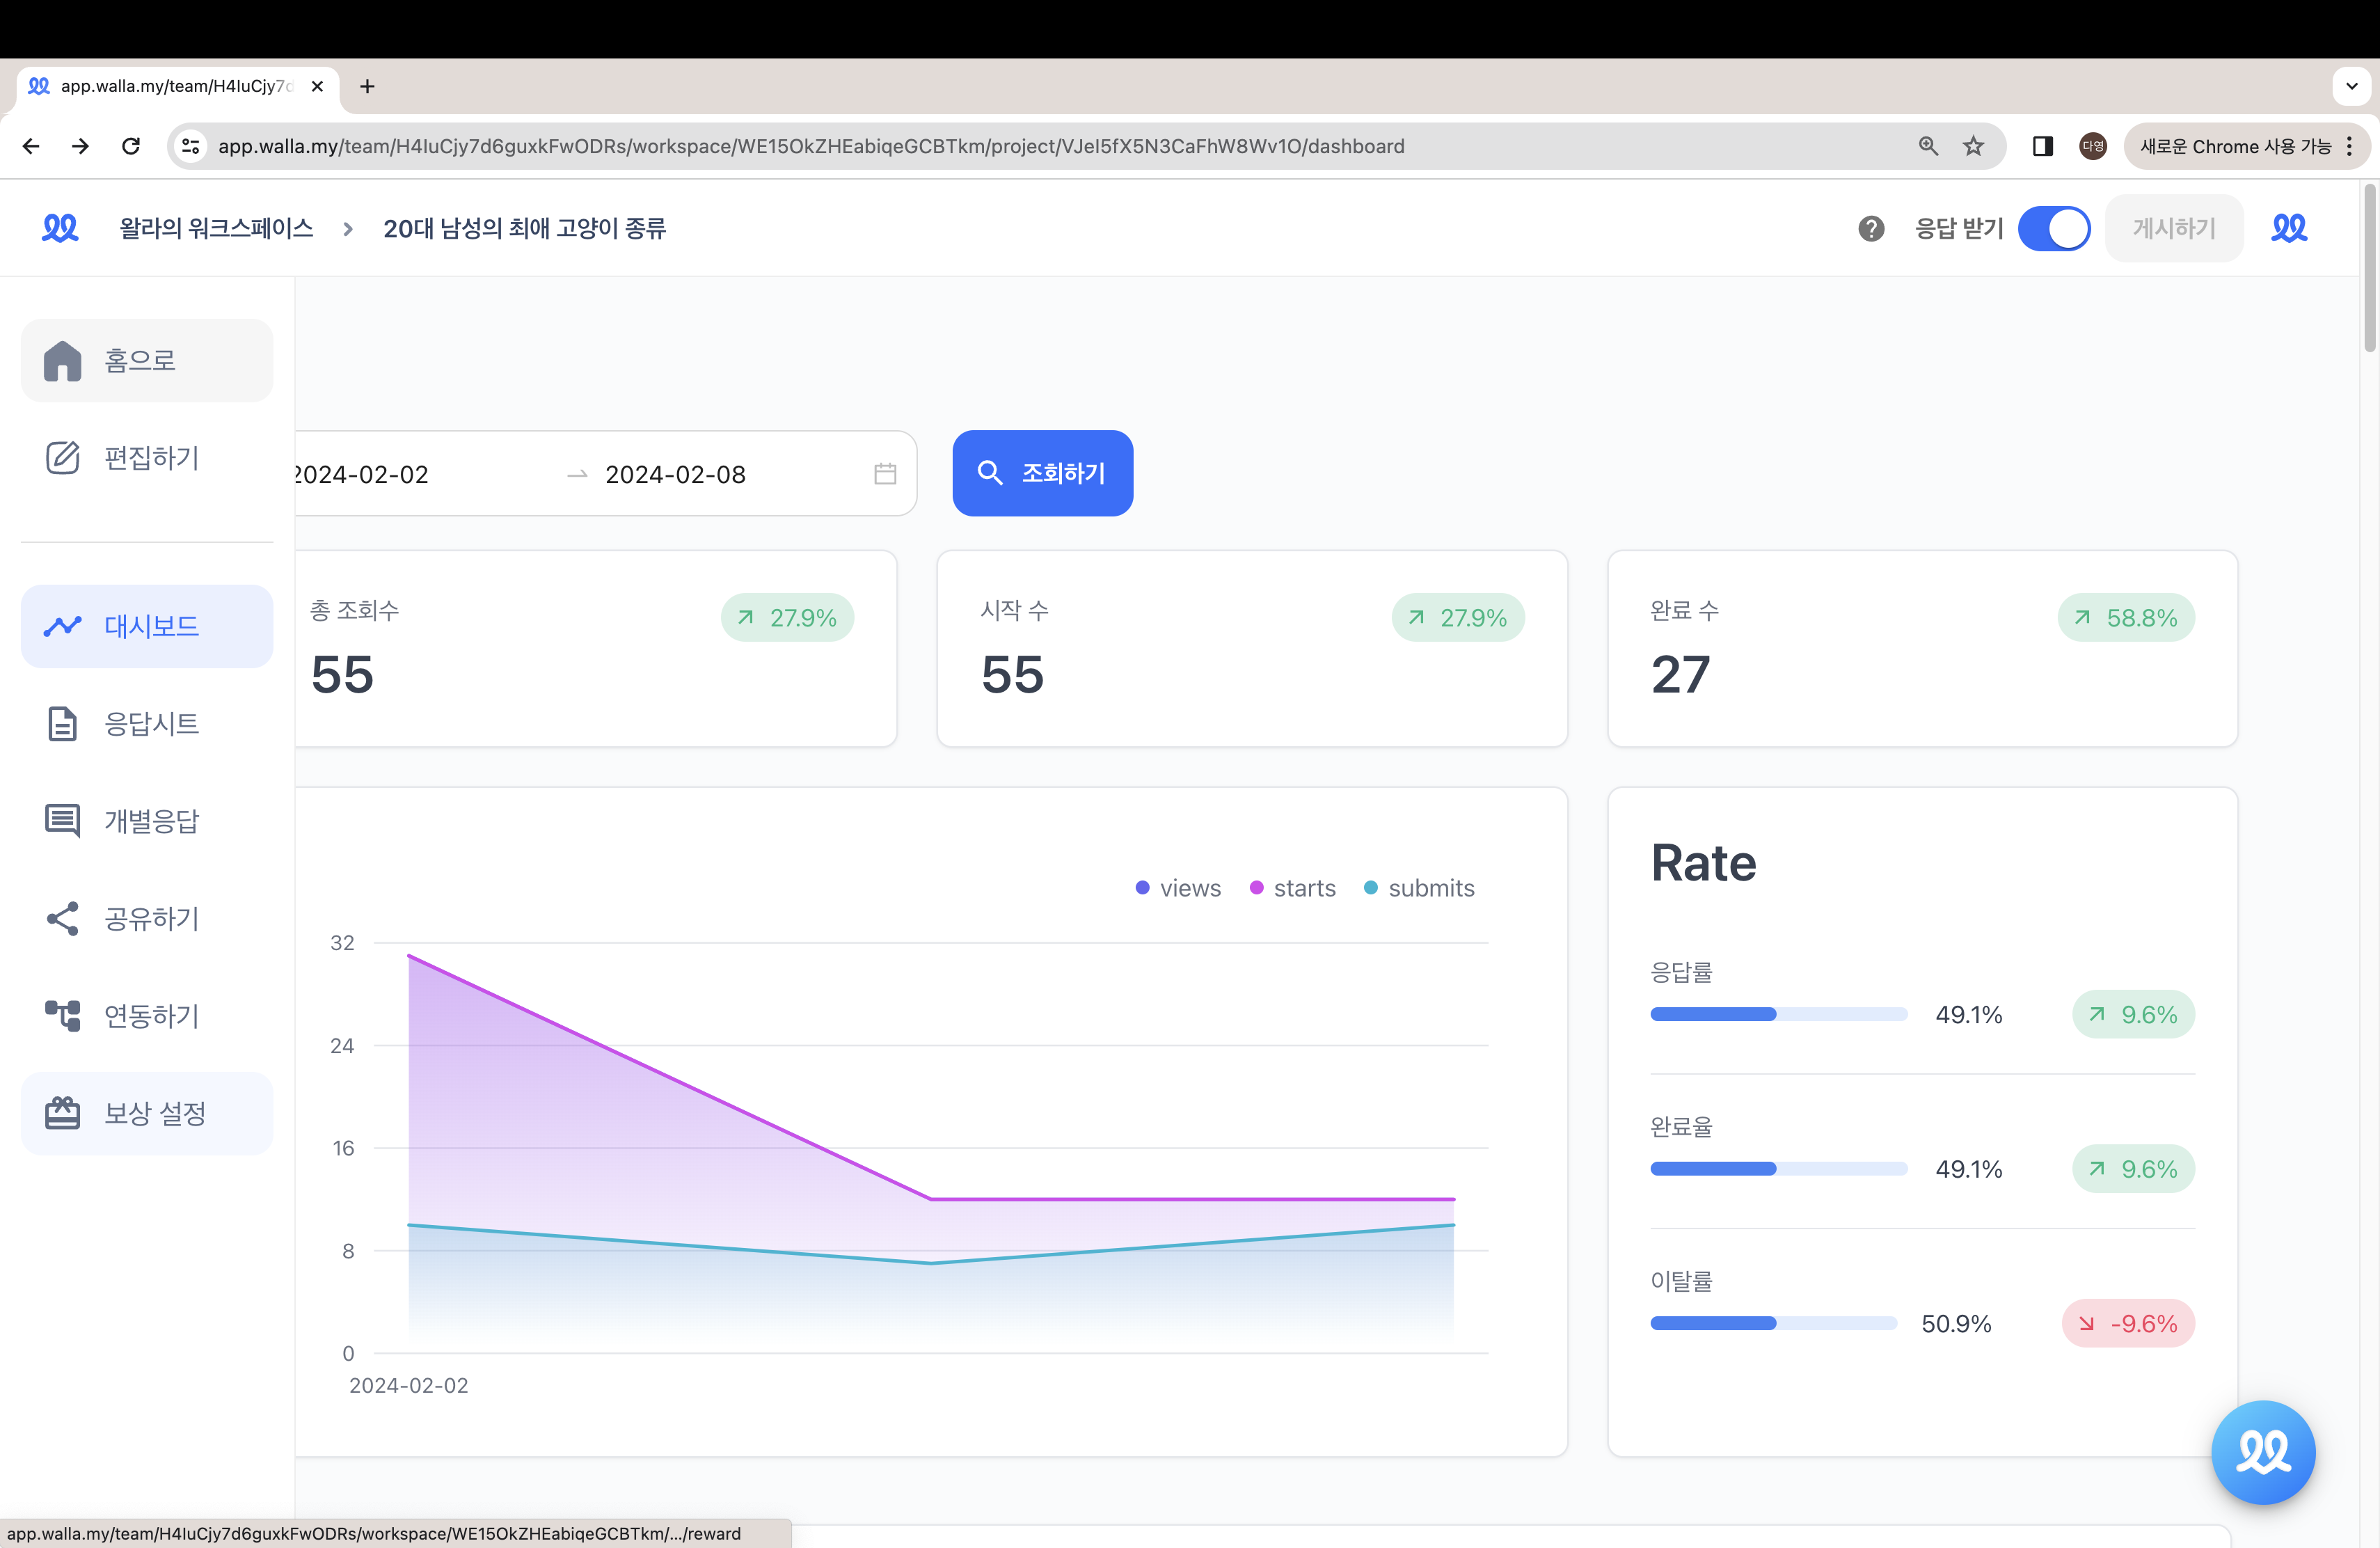 app.walla.my/team/H4IuCjy7d
app.walla.my/team/H4IuCjy7d6guxkFwODRs/workspace/WE15OkZHEabiqeGCBTkm/project/VJel5fX5N3CaFhW8Wv1O/dashboard
다영
새로운 Chrome 사용 가능
왈라의 워크스페이스 > 20대 남성의 최애 고양이 종류
응답 받기
게시하기
홈으로
편집하기
대시보드
응답시트
개별응답
공유하기
연동하기
보상 설정
2024-02-02 → 2024-02-08
조회하기
총 조회수
27.9%
55
시작 수
27.9%
55
완료 수
58.8%
27
views starts submits
32
24
16
8
0
2024-02-02
Rate
응답률
49.1% 9.6%
완료율
49.1% 9.6%
이탈률
50.9% -9.6%
app.walla.my/team/H4IuCjy7d6guxkFwODRs/workspace/WE15OkZHEabiqeGCBTkm/.../reward